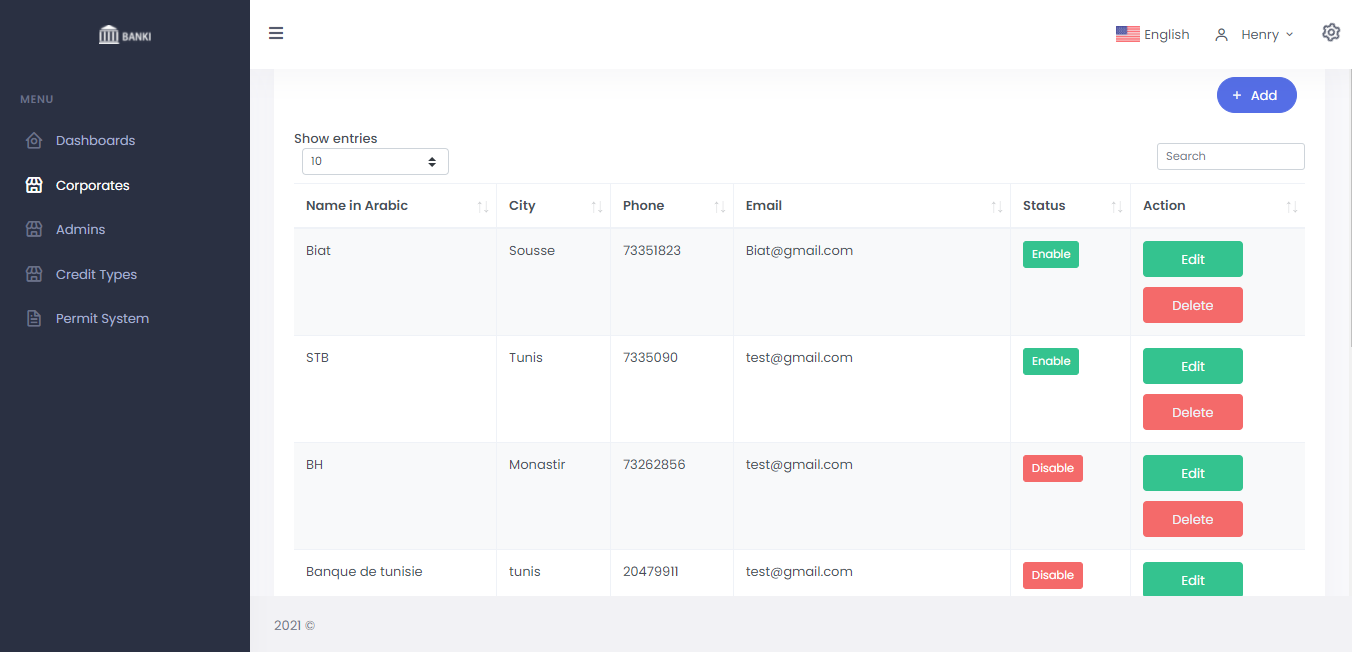 BANKI
English
Henry
MENU
Dashboards
Corporates
Admins
Credit Types
Permit System
+ Add
Show entries
10
Search
Name in Arabic City Phone Email Status Action
Biat Sousse 73351823 Biat@gmail.com Enable Edit
Delete
STB Tunis 7335090 test@gmail.com Enable Edit
Delete
BH Monastir 73262856 test@gmail.com Disable Edit
Delete
Banque de tunisie tunis 20479911 test@gmail.com Disable Edit
2021 ©